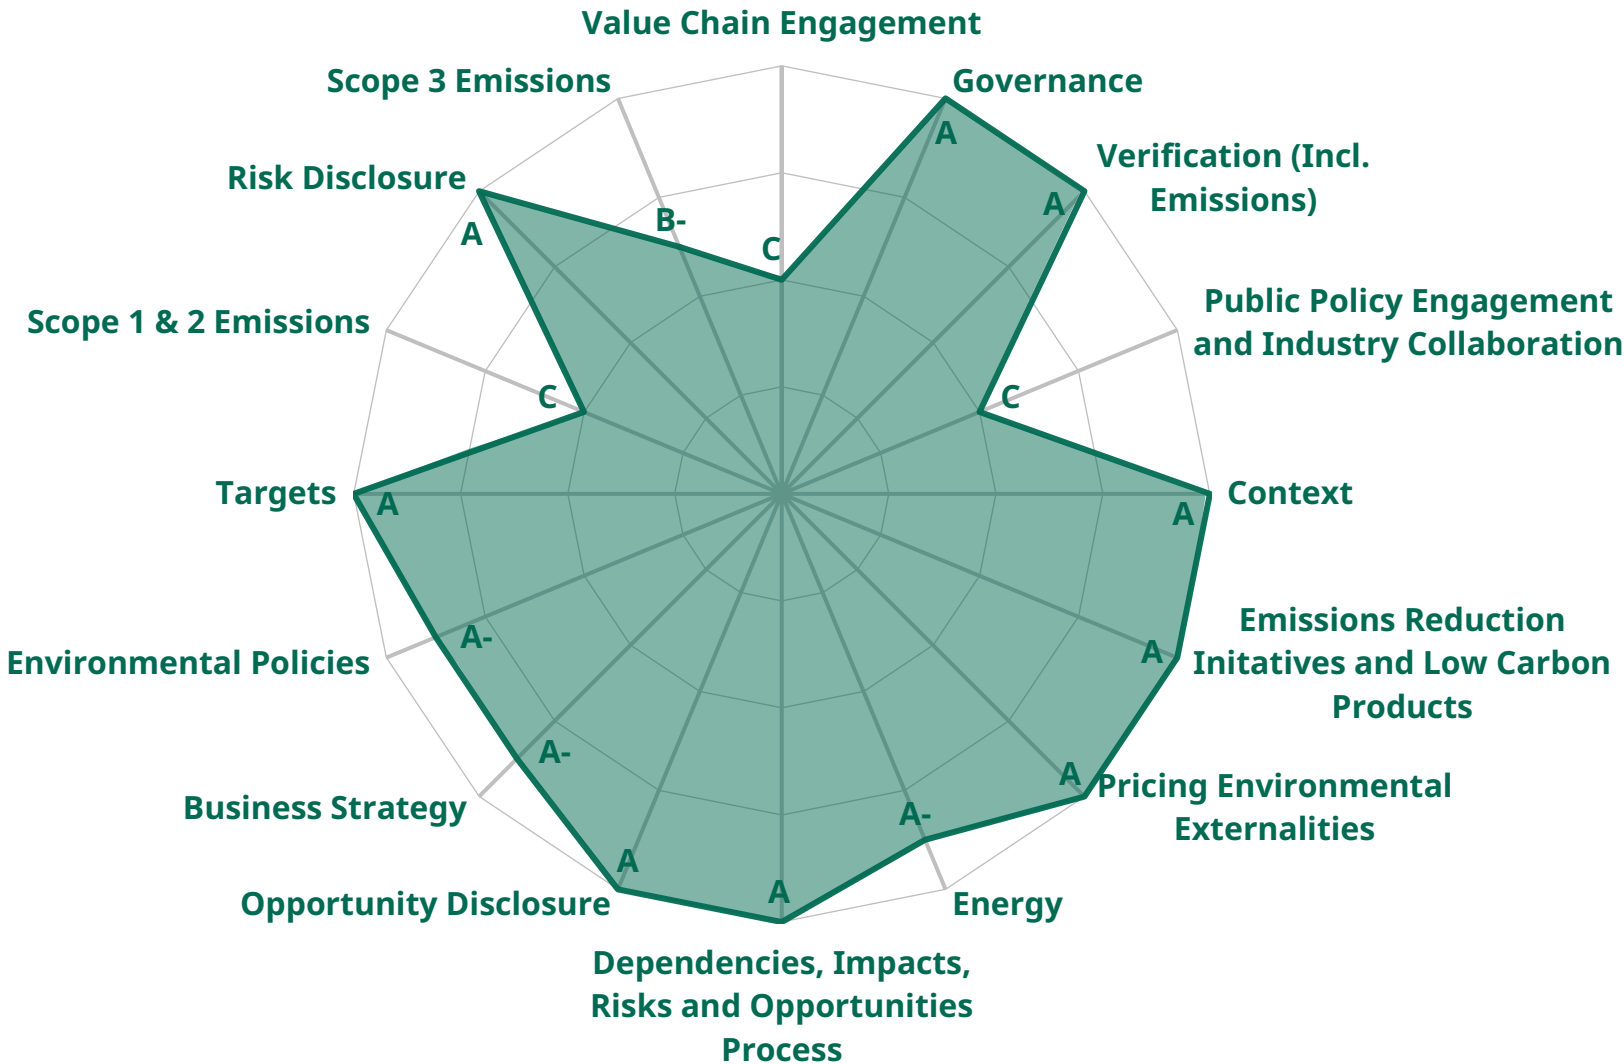 Value Chain Engagement
Scope 3 Emissions
Governance
A
Verification (Incl.
Emissions)
A
Risk Disclosure
A
B-
C
Scope 1 & 2 Emissions
C
Public Policy Engagement
and Industry Collaboration
C
Targets
A
Context
A
Environmental Policies
A-
Emissions Reduction
Initatives and Low Carbon
Products
A
Business Strategy
A-
Pricing Environmental
Externalities
A
Opportunity Disclosure
A
A
A-
Energy
Dependencies, Impacts,
Risks and Opportunities
Process